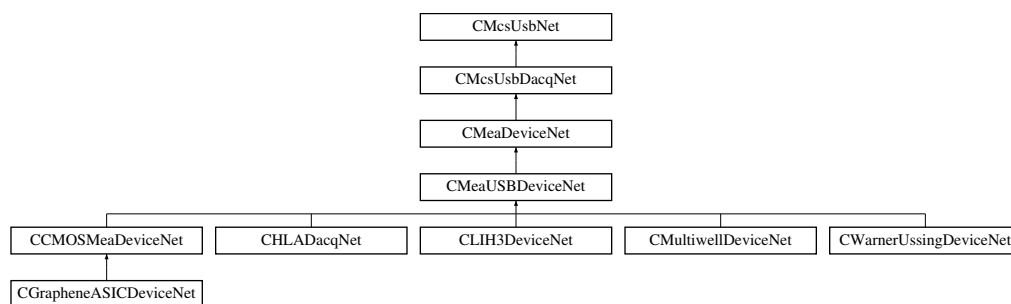 CMcsUsbNet
CMcsUsbDacqNet
CMeaDeviceNet
CMeaUSBDeviceNet
CCMOSMeaDeviceNet CHLADacqNet CLIH3DeviceNet CMultiwellDeviceNet CWarnerUssingDeviceNet
CGrapheneASICDeviceNet